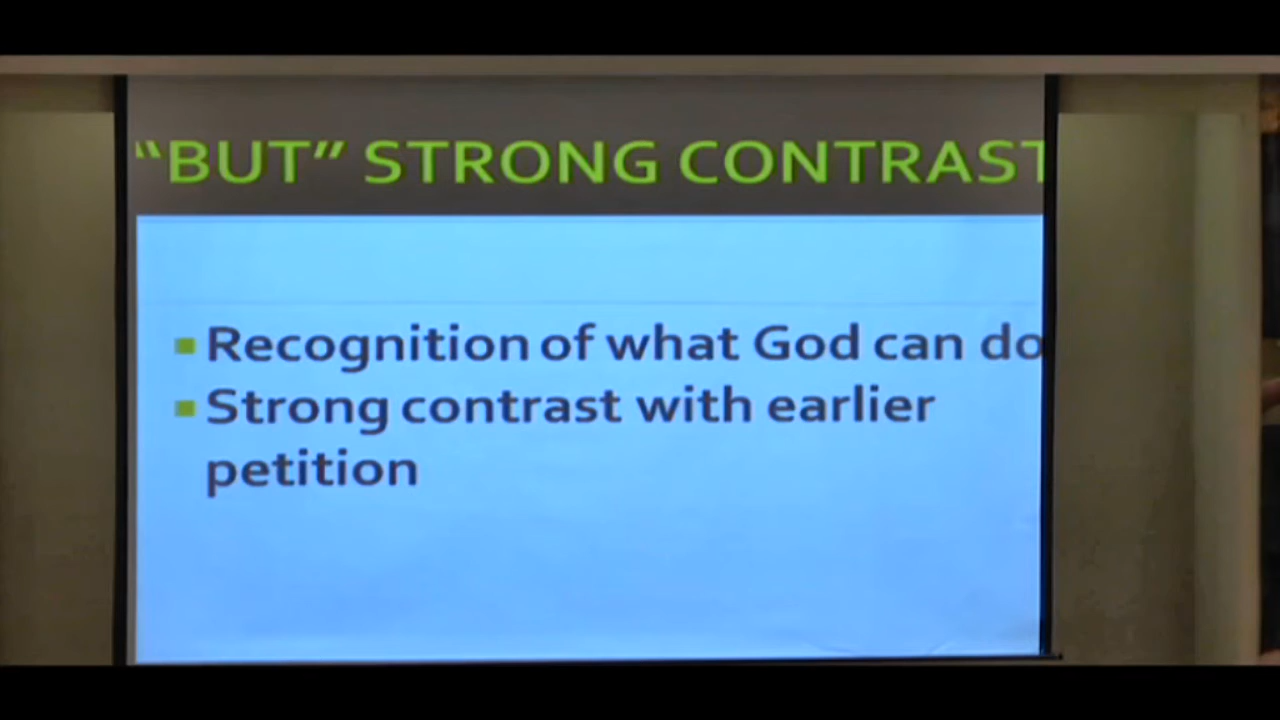 “BUT” STRONG CONTRAST
Recognition of what God can do
Strong contrast with earlier
petition